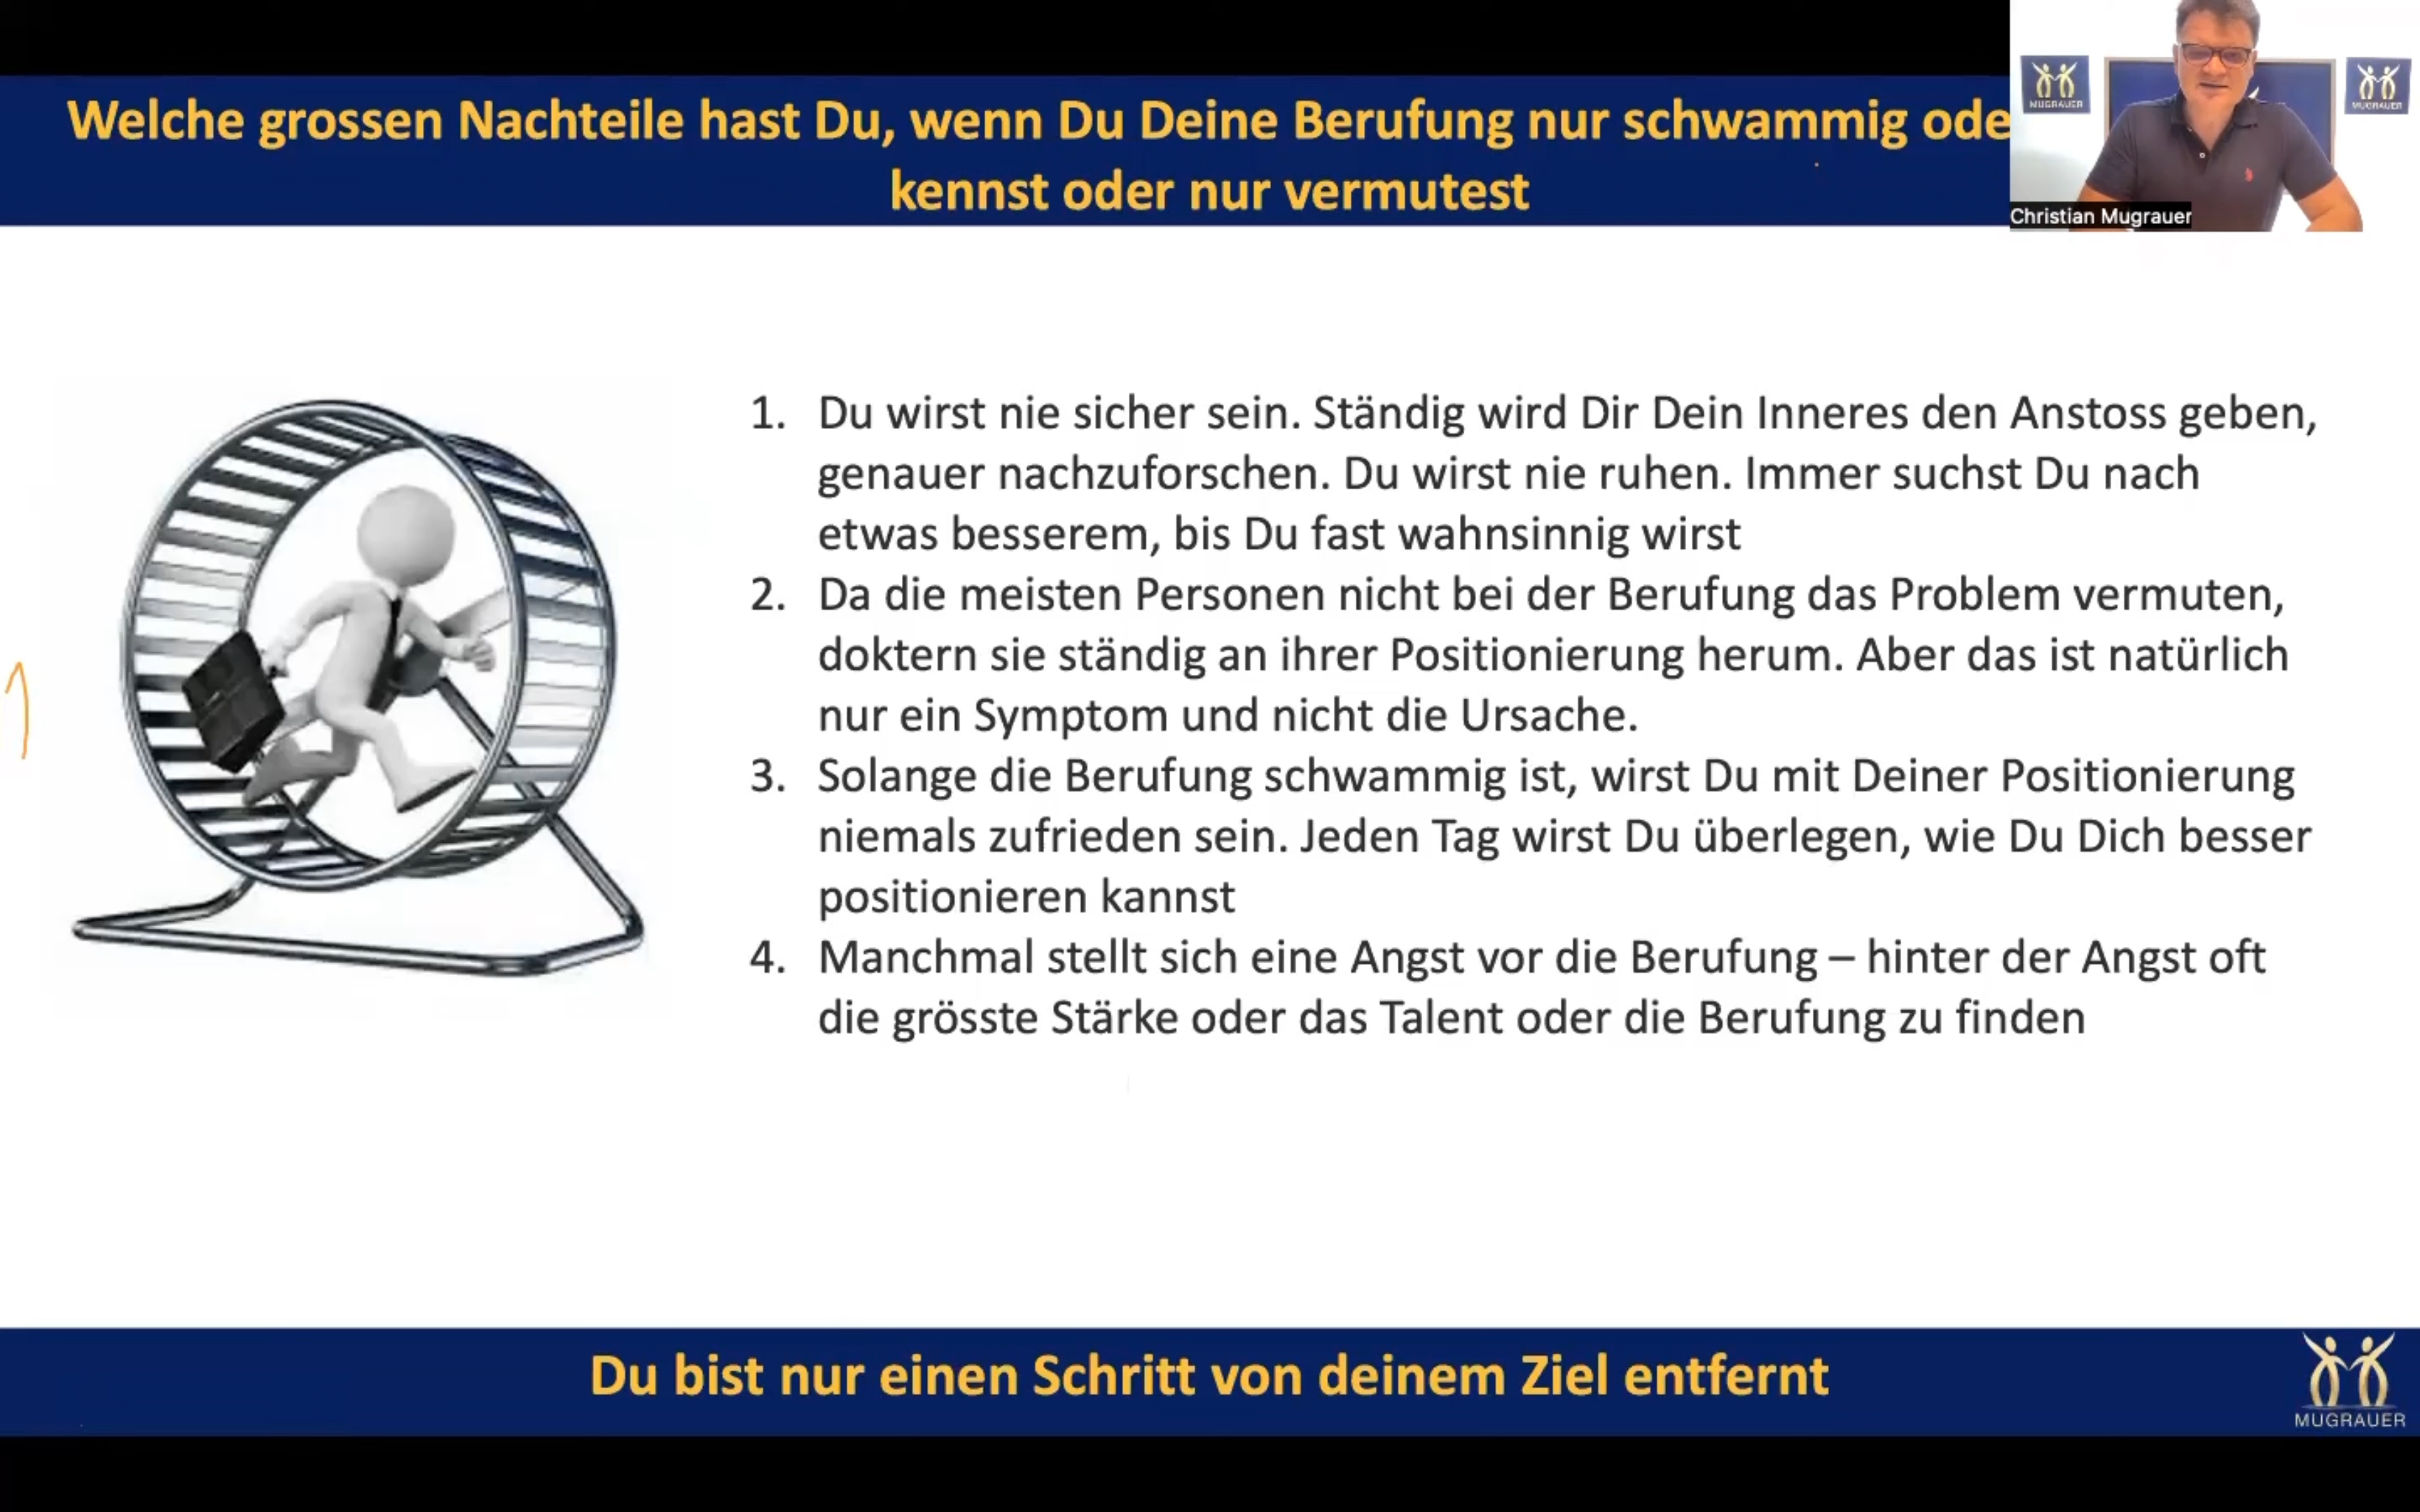 Welche grossen Nachteile hast Du, wenn Du Deine Berufung nur schwammig ode
kennst oder nur vermutest
MUGRAUER
MUGRAUER
Christian Mugrauer
1. Du wirst nie sicher sein. Ständig wird Dir Dein Inneres den Anstoss geben,
genauer nachzuforschen. Du wirst nie ruhen. Immer suchst Du nach
etwas besserem, bis Du fast wahnsinnig wirst
2. Da die meisten Personen nicht bei der Berufung das Problem vermuten,
doktern sie ständig an ihrer Positionierung herum. Aber das ist natürlich
nur ein Symptom und nicht die Ursache.
3. Solange die Berufung schwammig ist, wirst Du mit Deiner Positionierung
niemals zufrieden sein. Jeden Tag wirst Du überlegen, wie Du Dich besser
positionieren kannst
4. Manchmal stellt sich eine Angst vor die Berufung – hinter der Angst oft
die grösste Stärke oder das Talent oder die Berufung zu finden
Du bist nur einen Schritt von deinem Ziel entfernt
MUGRAUER